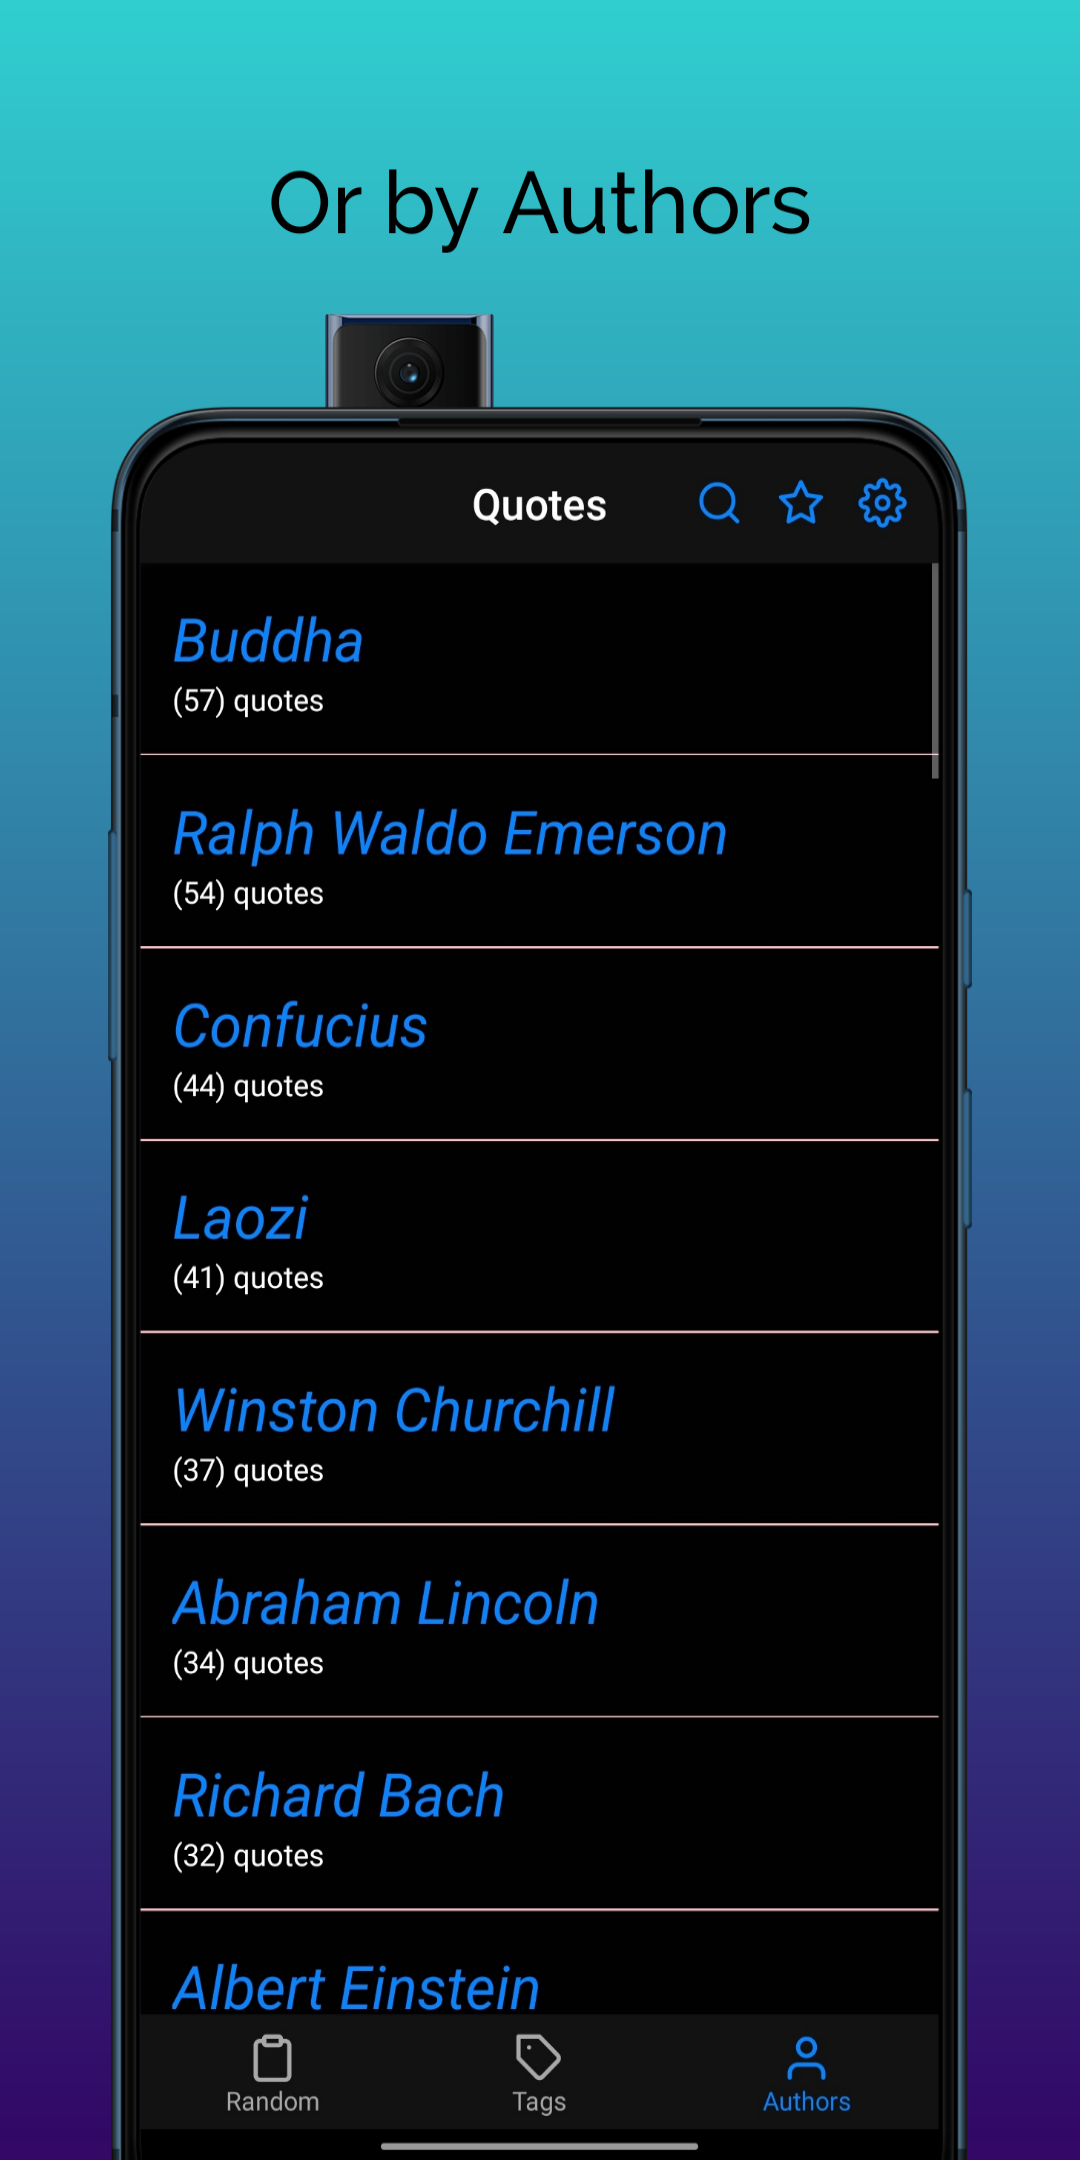 Or by Authors
Quotes
Buddha
(57) quotes
Ralph Waldo Emerson
(54) quotes
Confucius
(44) quotes
Laozi
(41) quotes
Winston Churchill
(37) quotes
Abraham Lincoln
(34) quotes
Richard Bach
(32) quotes
Albert Einstein
Random
Tags
Authors